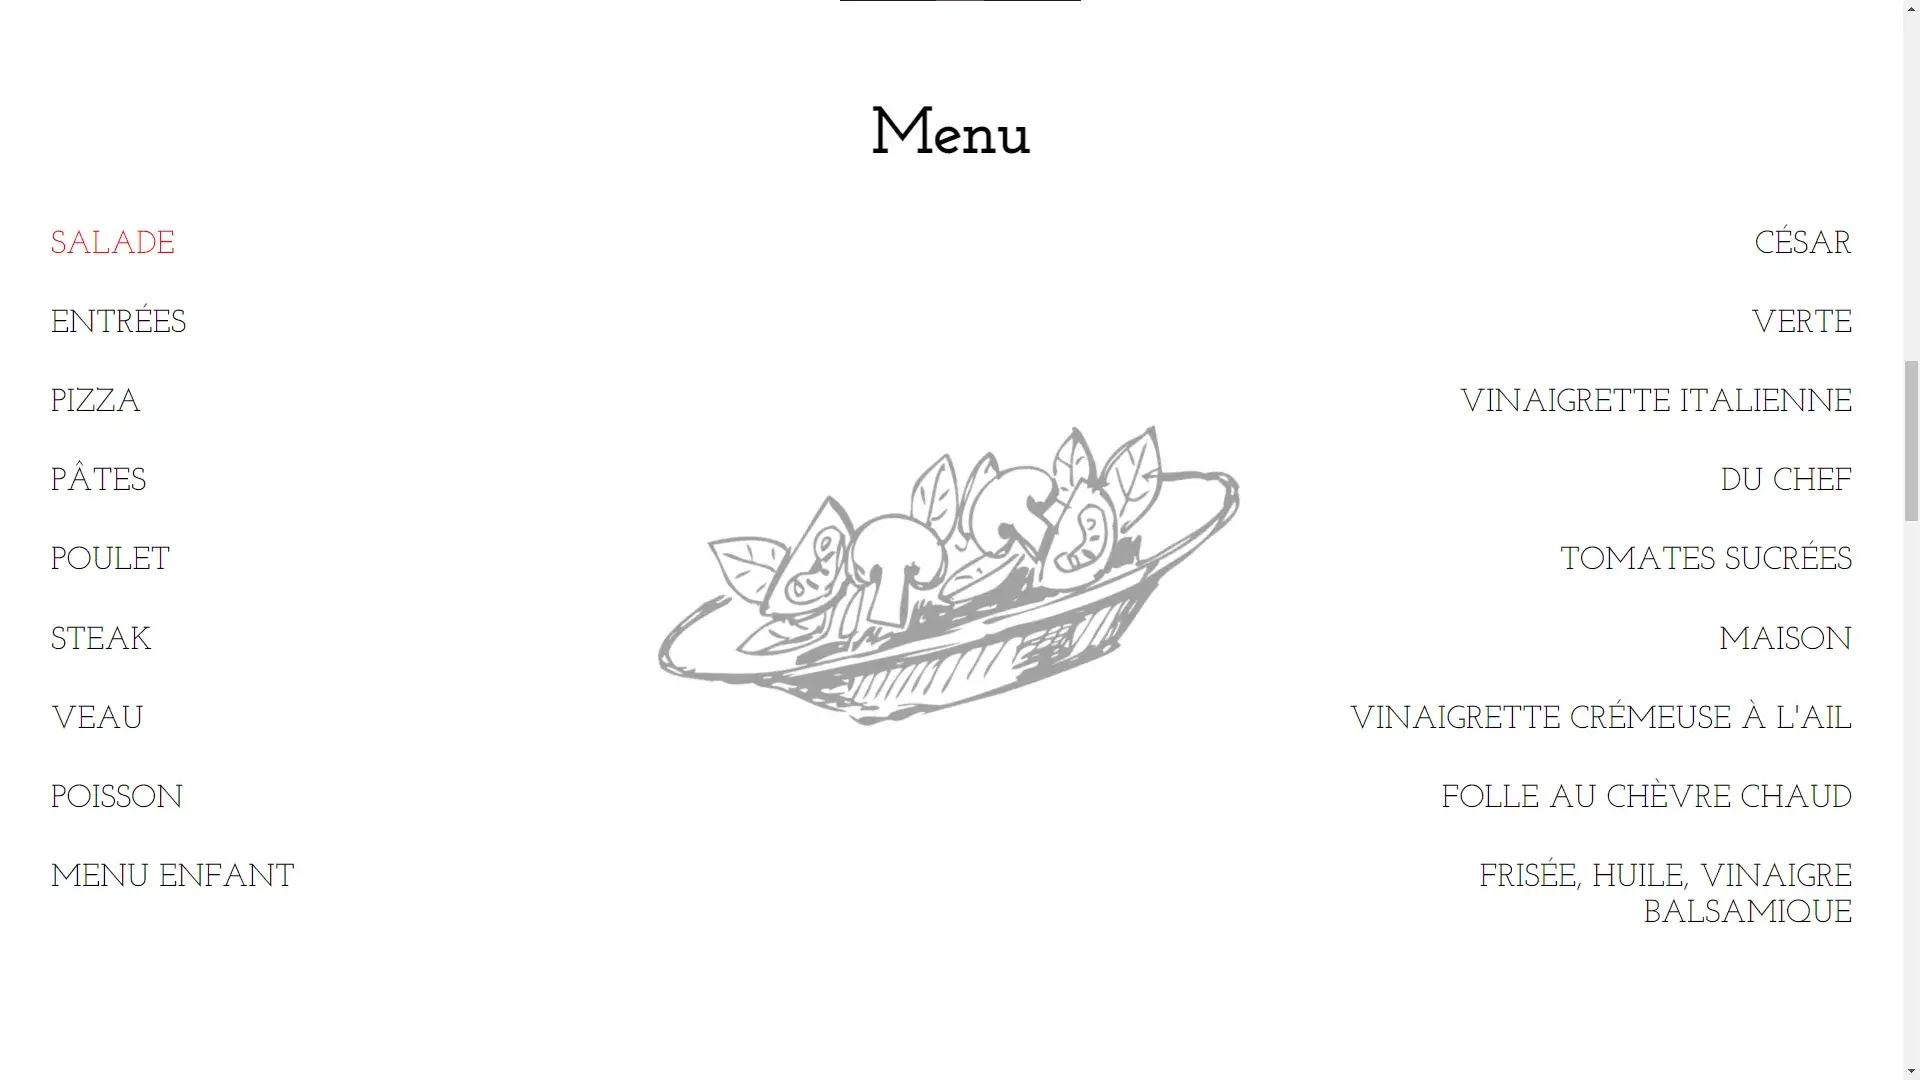 Menu
SALADE
ENTRÉES
PIZZA
PÂTES
POULET
STEAK
VEAU
POISSON
MENU ENFANT
CÉSAR
VERTE
VINAIGRETTE ITALIENNE
DU CHEF
TOMATES SUCRÉES
MAISON
VINAIGRETTE CRÉMEUSE À L'AIL
FOLLE AU CHÈVRE CHAUD
FRISÉE, HUILE, VINAIGRE
BALSAMIQUE